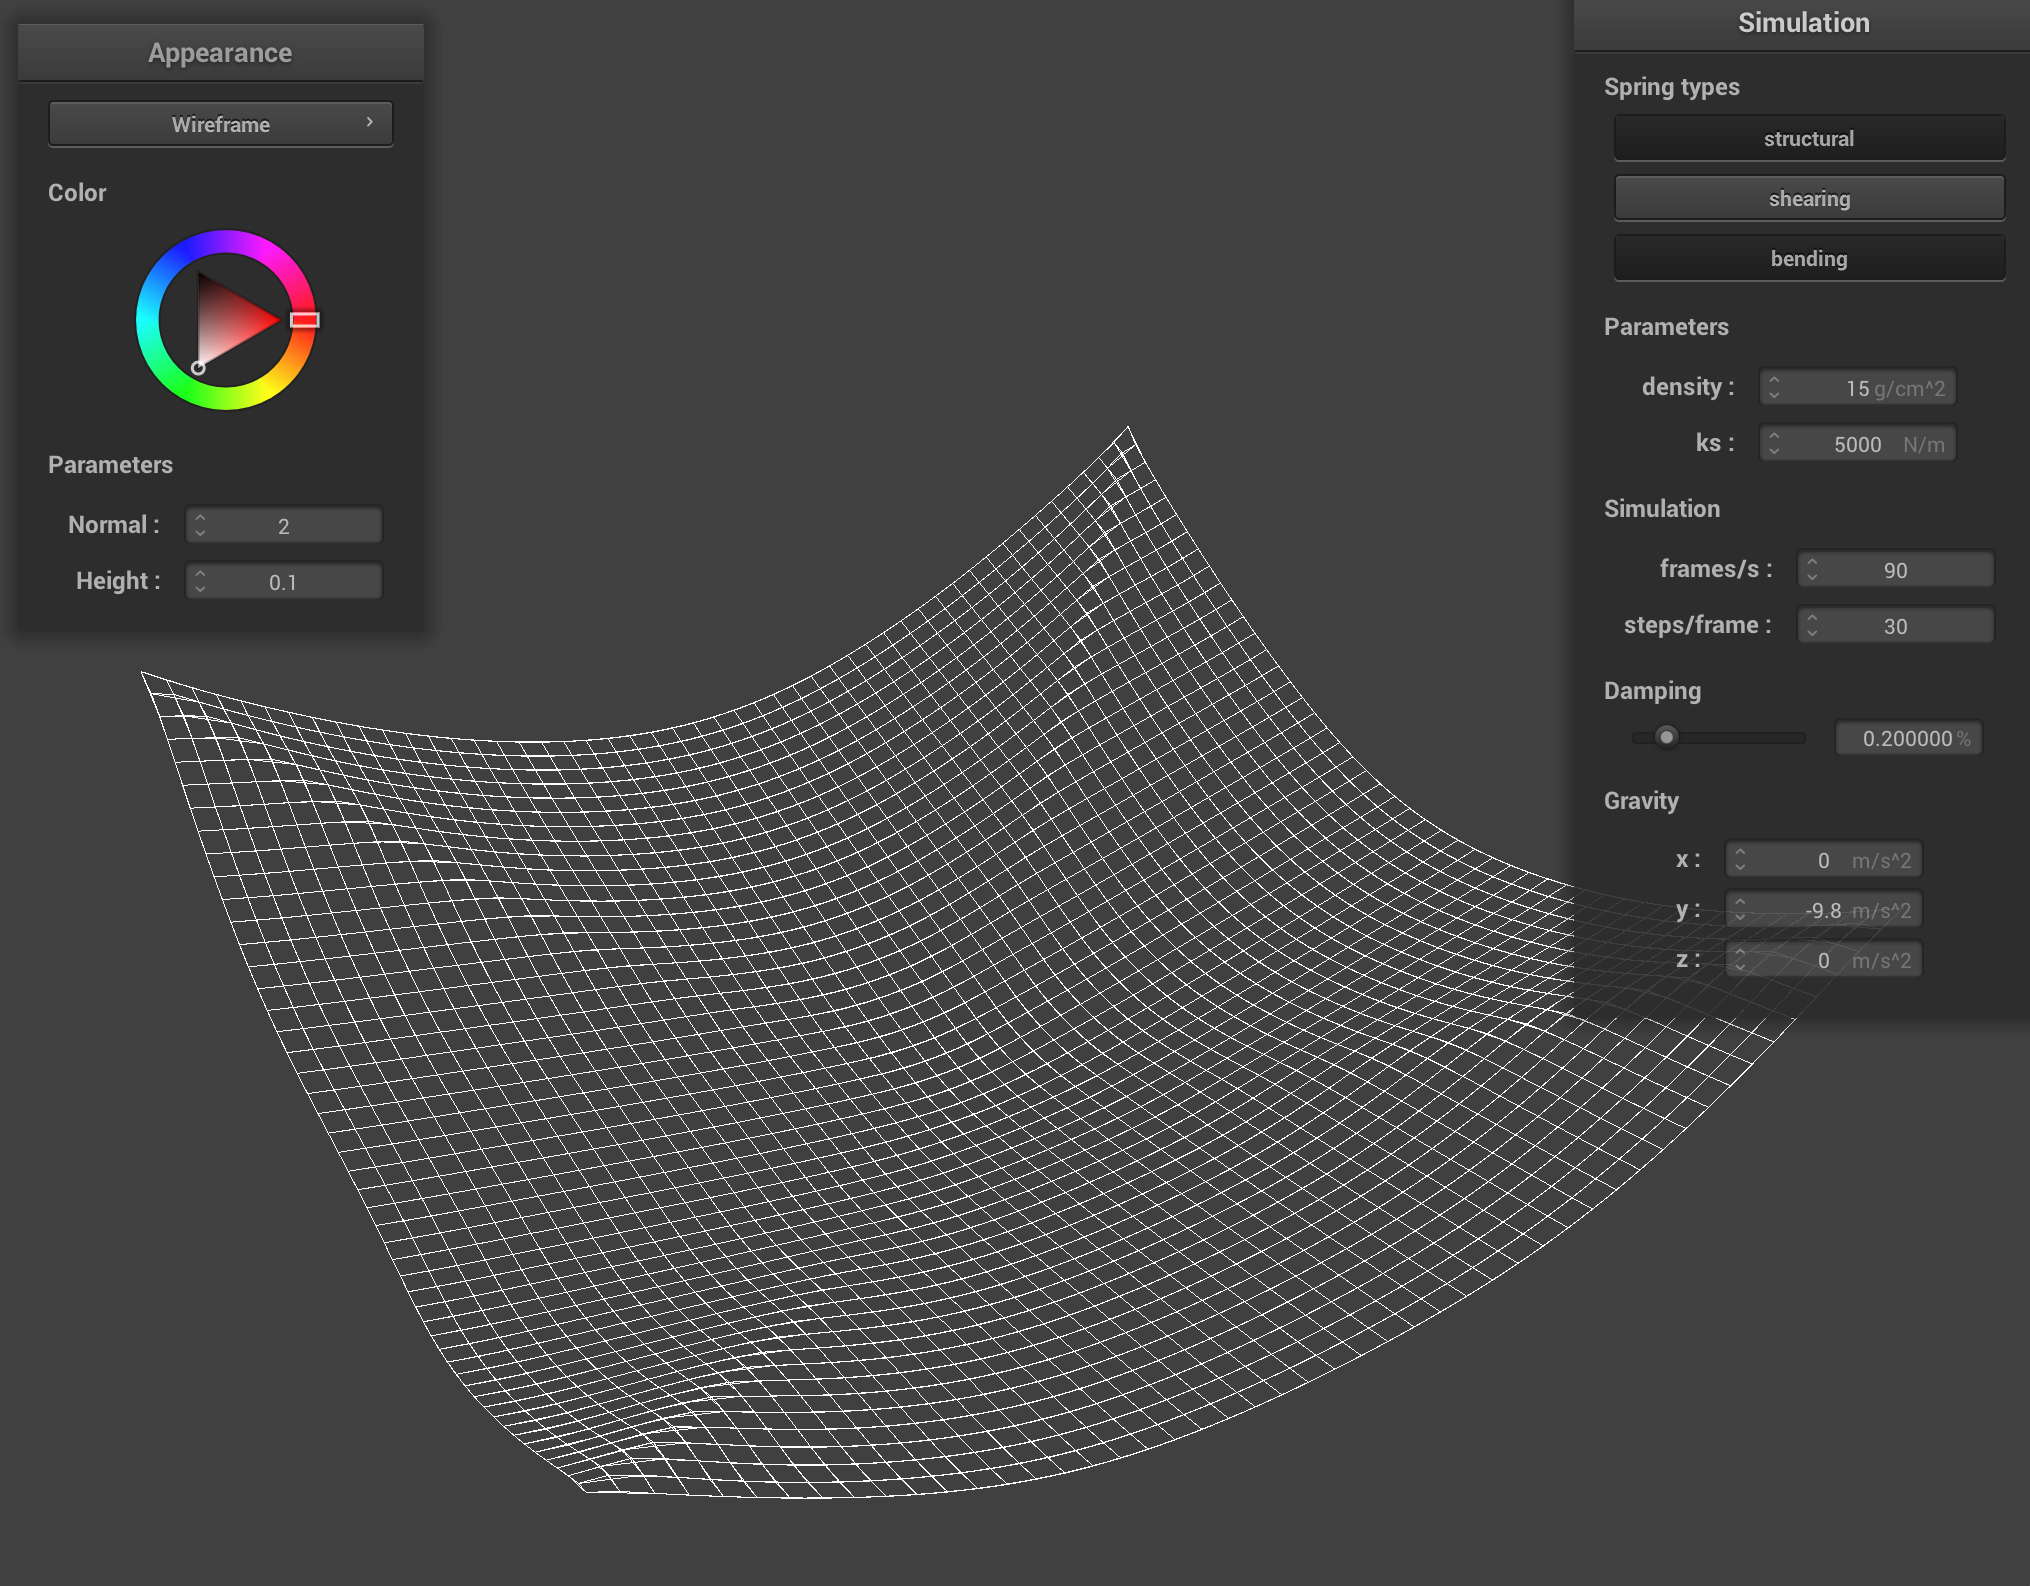 Appearance
Wireframe
Color
Parameters
Normal : 2
Height : 0.1
Simulation
Spring types
structural
shearing
bending
Parameters
density : 15 g/cm^2
ks : 5000 N/m
Simulation
frames/s : 90
steps/frame : 30
Damping
0.200000 %
Gravity
x : 0 m/s^2
y : -9.8 m/s^2
z : 0 m/s^2